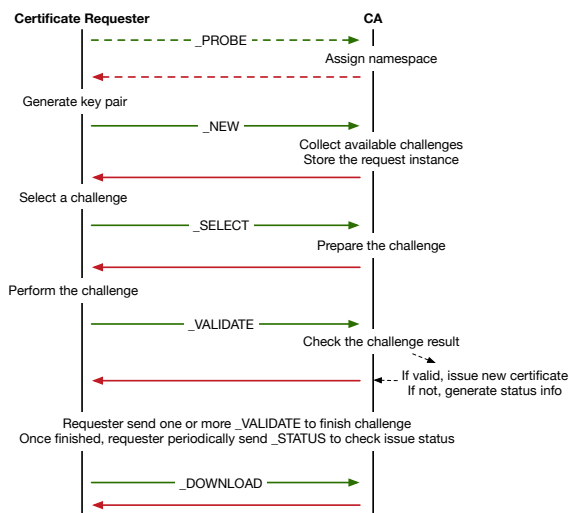 Certificate Requester
CA
_PROBE
Assign namespace
Generate key pair
_NEW
Collect available challenges
Store the request instance
Select a challenge
_SELECT
Prepare the challenge
Perform the challenge
_VALIDATE
Check the challenge result
If valid, issue new certificate
If not, generate status info
Requester send one or more _VALIDATE to finish challenge
Once finished, requester periodically send _STATUS to check issue status
_DOWNLOAD